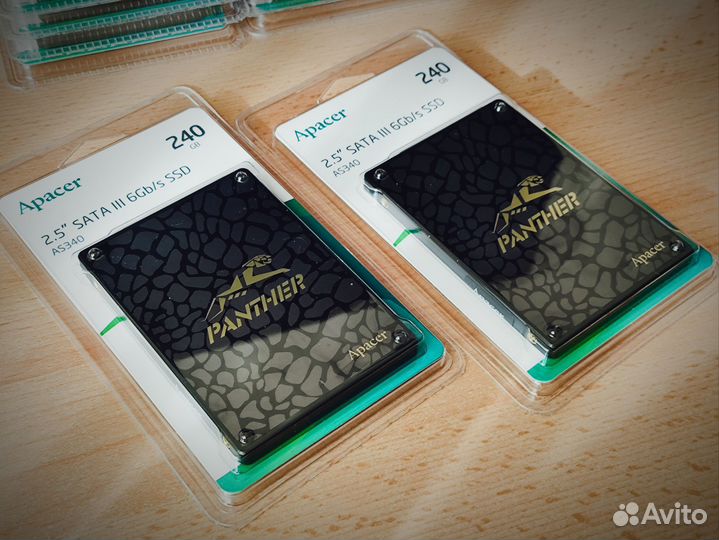 Apacer
240
GB
2.5" SATA III 6Gb/s SSD
AS340
PANTHER
Apacer
Apacer
240
GB
2.5" SATA III 6Gb/s SSD
AS340
PANTHER
Apacer
Avito